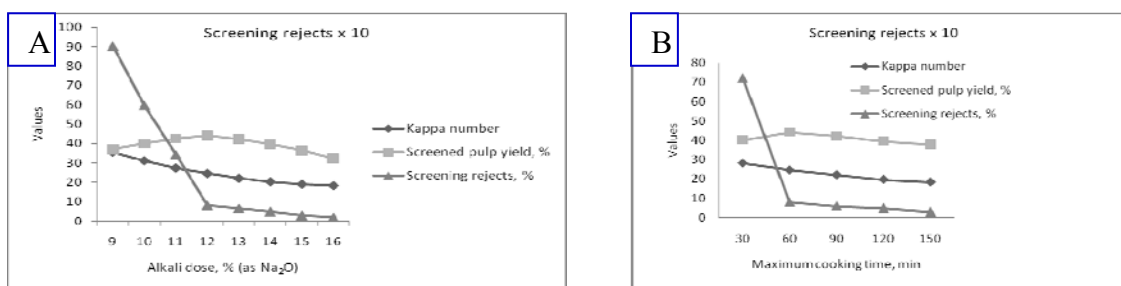 A
Screening rejects x 10
100
90
80
70
60
50
40
30
20
10
0
Values
9 10 11 12 13 14 15 16
Alkali dose, % (as Na₂O)
Kappa number
Screened pulp yield, %
Screening rejects, %
B
Screening rejects x 10
80
70
60
50
40
30
20
10
0
Values
30 60 90 120 150
Maximum cooking time, min
Kappa number
Screened pulp yield, %
Screening rejects, %